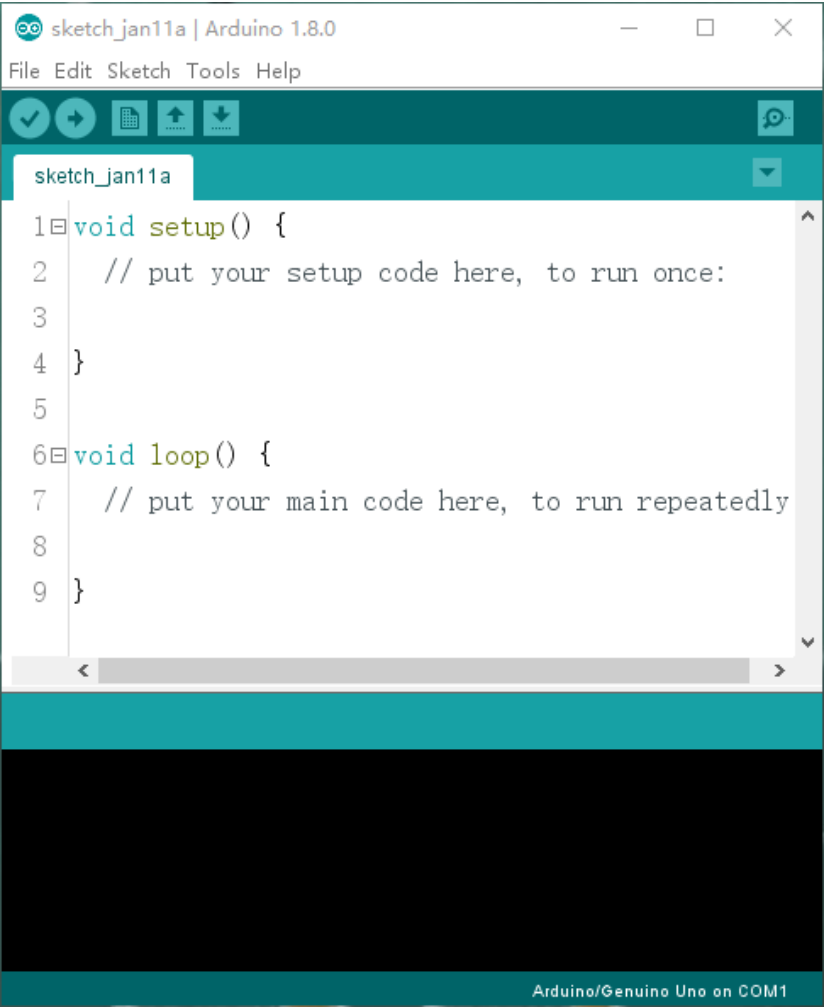 sketch_jan11a | Arduino 1.8.0
File Edit Sketch Tools Help
sketch_jan11a
1 void setup() {
2   // put your setup code here, to run once:
3
4 }
5
6 void loop() {
7   // put your main code here, to run repeatedly
8
9 }
Arduino/Genuino Uno on COM1